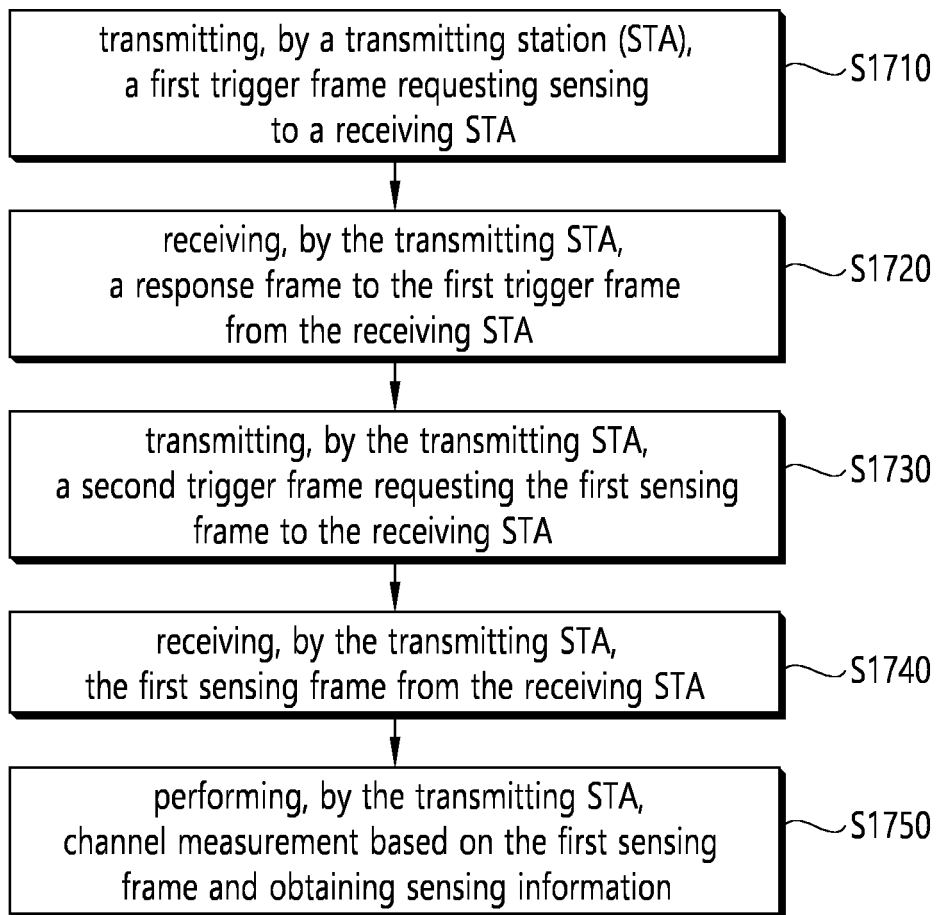 transmitting, by a transmitting station (STA),
a first trigger frame requesting sensing
to a receiving STA
S1710
receiving, by the transmitting STA,
a response frame to the first trigger frame
from the receiving STA
S1720
transmitting, by the transmitting STA,
a second trigger frame requesting the first sensing
frame to the receiving STA
S1730
receiving, by the transmitting STA,
the first sensing frame from the receiving STA
S1740
performing, by the transmitting STA,
channel measurement based on the first sensing
frame and obtaining sensing information
S1750